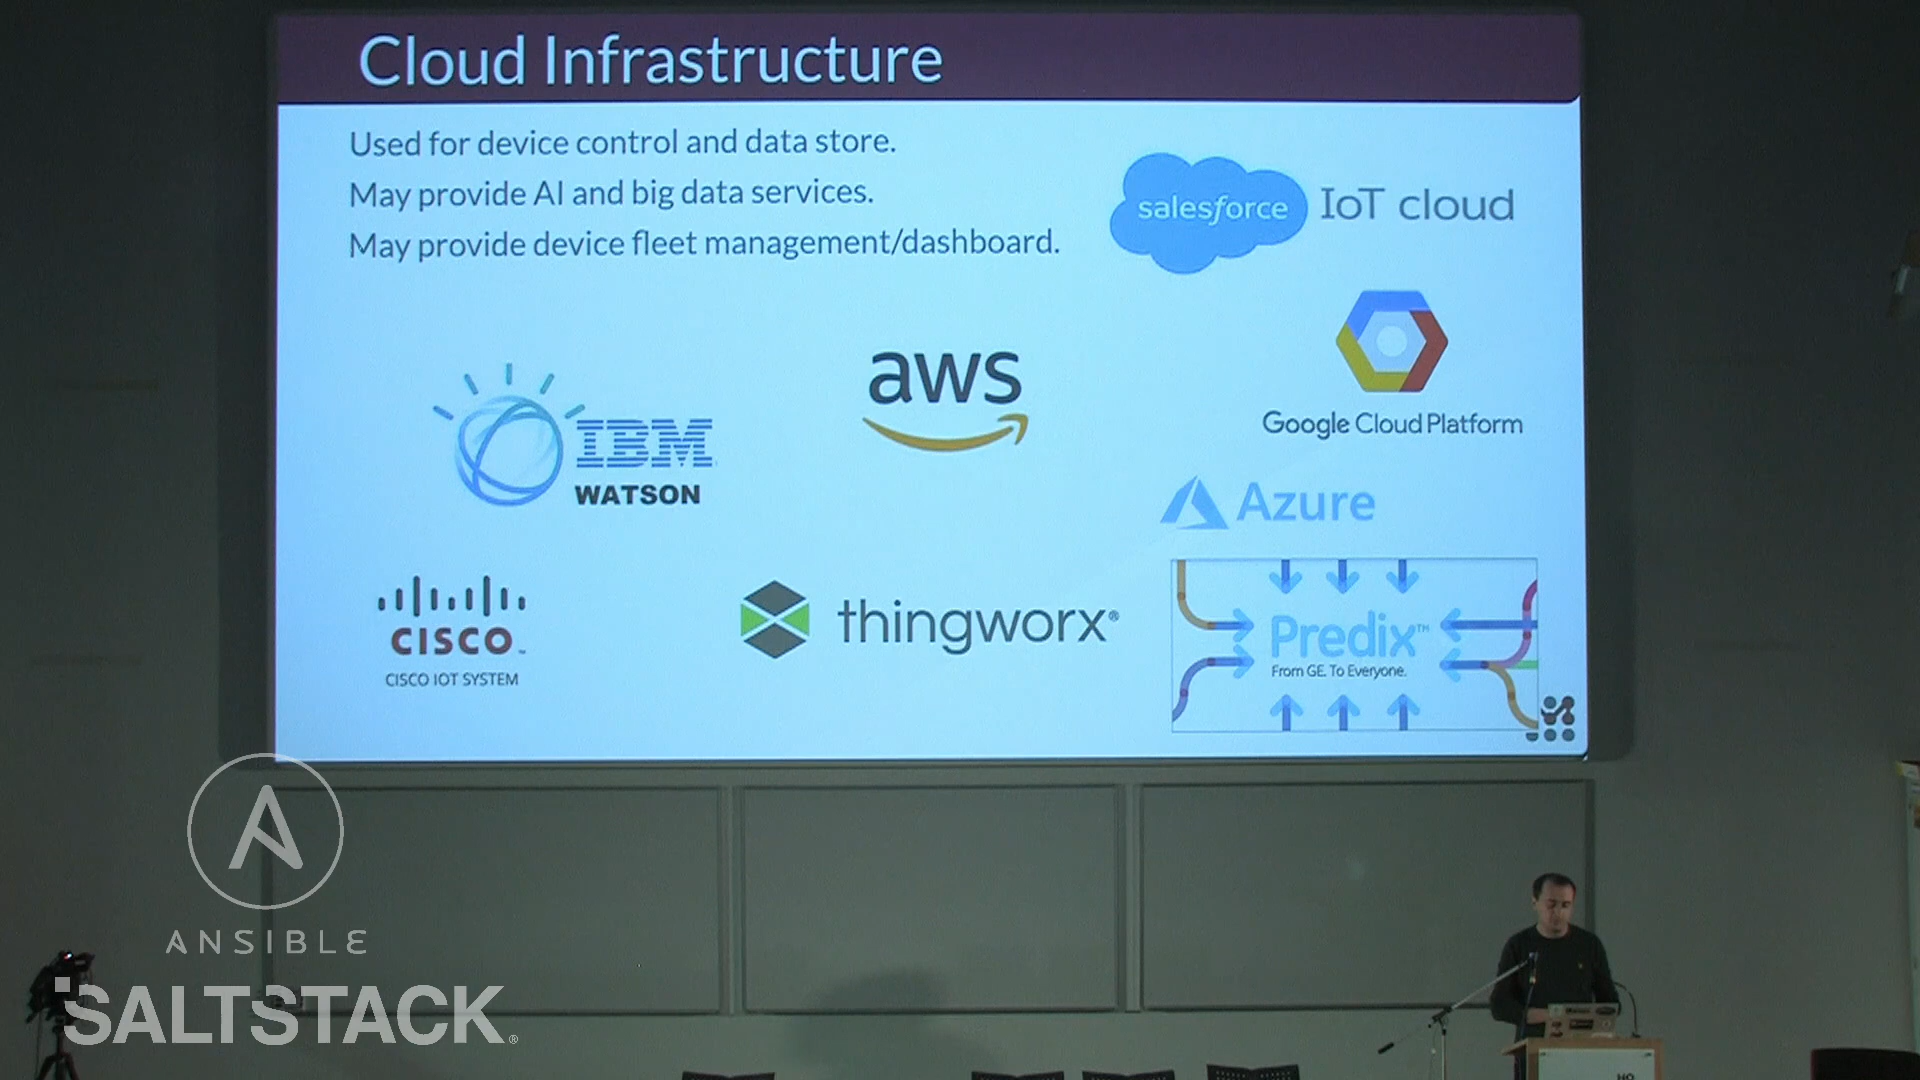 Cloud Infrastructure
Used for device control and data store.
May provide AI and big data services.
May provide device fleet management/dashboard.
salesforce IoT cloud
Google Cloud Platform
aws
IBM
WATSON
Azure
CISCO™
CISCO IOT SYSTEM
thingworx®
Predix™
From GE. To Everyone.
ANSIBLE
SALTSTACK®